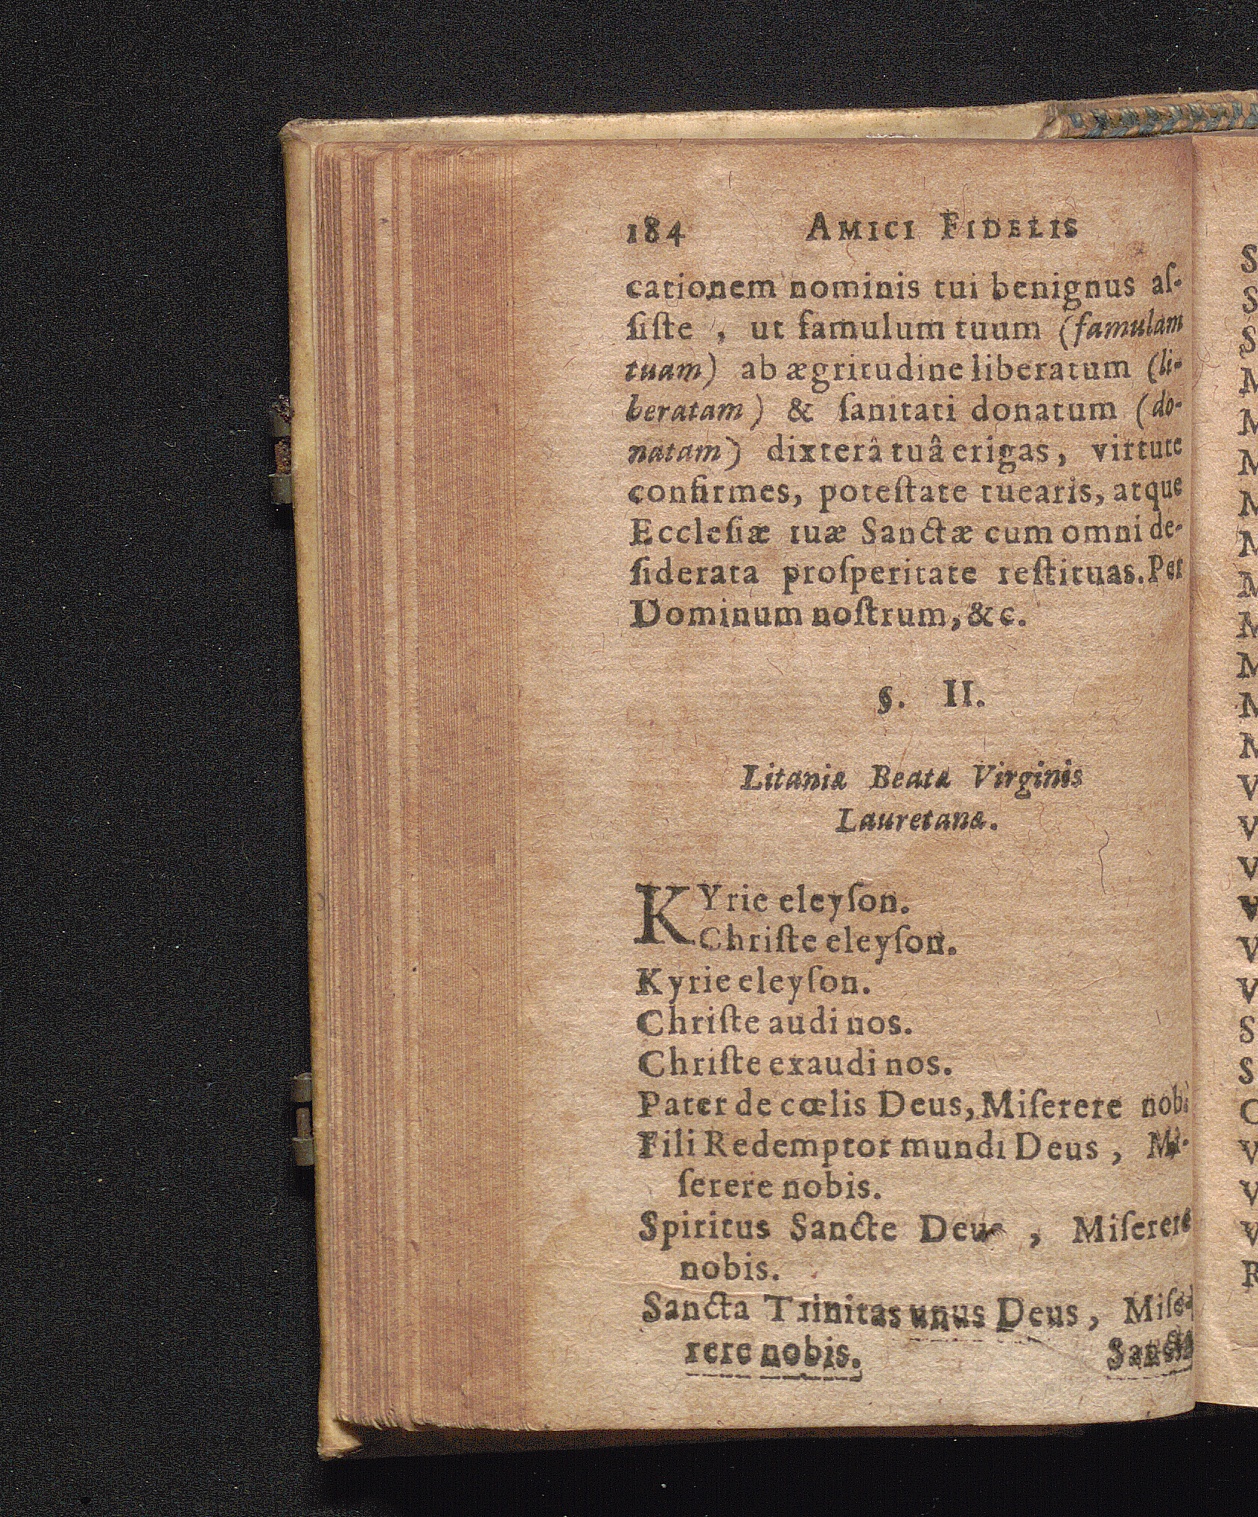 184 AMICI FIDELIS
cationem nominis tui benignus aſ-
ſiſte , ut famulum tuum (famulam
tuam) ab ægritudine liberatum (li-
beratam) & ſanitati donatum (do-
natam) dixterâ tuâ erigas, virtute
confirmes, poteſtate tuearis, atque
Eccleſiæ tuæ Sanctæ cum omni de-
ſiderata proſperitate reſtituas. Per
Dominum noſtrum, &c.
§. II.
Litaniæ Beatæ Virginis
Lauretanæ.
KYrie eleyſon.
Chriſte eleyſon.
Kyrie eleyſon.
Chriſte audi nos.
Chriſte exaudi nos.
Pater de cœlis Deus, Miſerere nobi
Fili Redemptor mundi Deus , Mi-
ſerere nobis.
Spiritus Sancte Deus , Miſerere
nobis.
Sancta Trinitas unus Deus , Miſe-
rere nobis.
Sancta